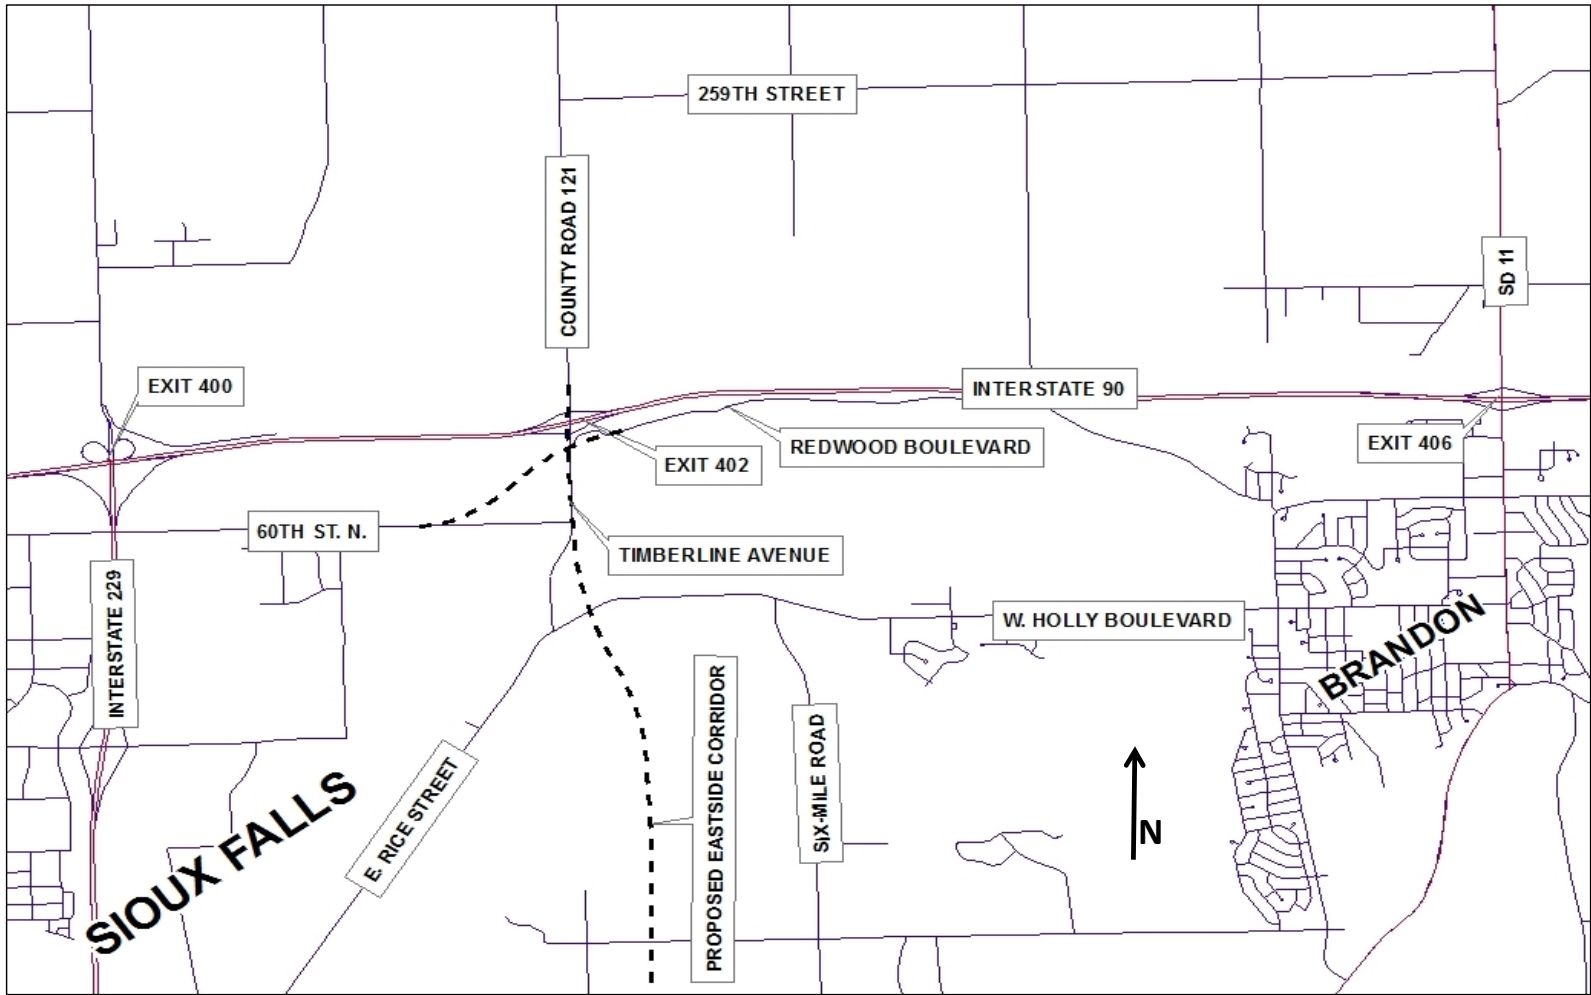 259TH STREET
COUNTY ROAD 121
SD 11
EXIT 400
INTERSTATE 90
REDWOOD BOULEVARD
EXIT 406
EXIT 402
60TH ST. N.
TIMBERLINE AVENUE
INTERSTATE 229
W. HOLLY BOULEVARD
BRANDON
PROPOSED EASTSIDE CORRIDOR
SIX-MILE ROAD
E. RICE STREET
SIOUX FALLS
N